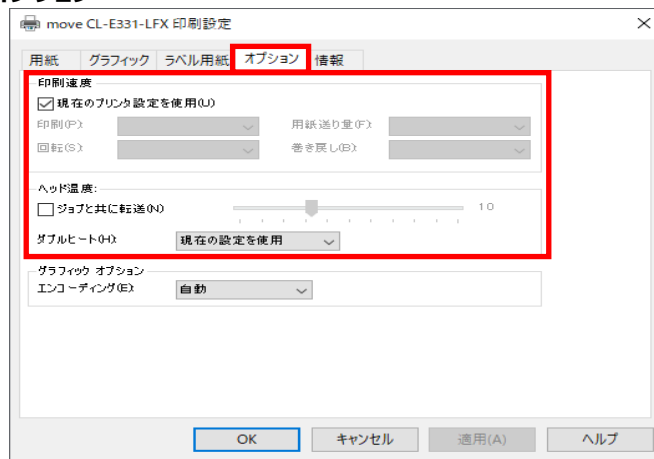 move CL-E331-LFX 印刷設定
用紙 グラフィック ラベル用紙 オプション 情報
印刷速度
現在のプリンタ設定を使用(U)
印刷(P): 用紙送り量(F):
回転(S): 巻き戻し(B):
ヘッド温度:
ジョブと共に転送(N) 10
ダブルヒート(H): 現在の設定を使用
グラフィック オプション
エンコーディング(E): 自動
OK キャンセル 適用(A) ヘルプ